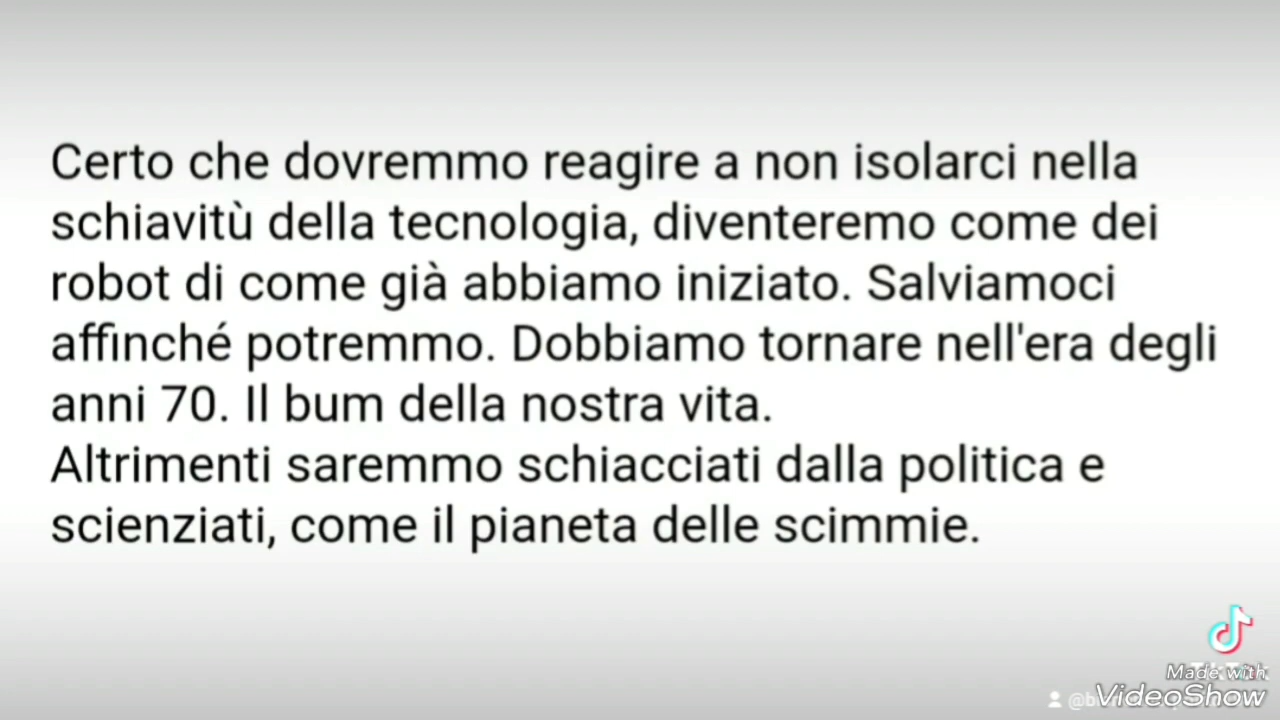 Certo che dovremmo reagire a non isolarci nella
schiavitù della tecnologia, diventeremo come dei
robot di come già abbiamo iniziato. Salviamoci
affinché potremmo. Dobbiamo tornare nell'era degli
anni 70. Il bum della nostra vita.
Altrimenti saremmo schiacciati dalla politica e
scienziati, come il pianeta delle scimmie.
Made with
VideoShow